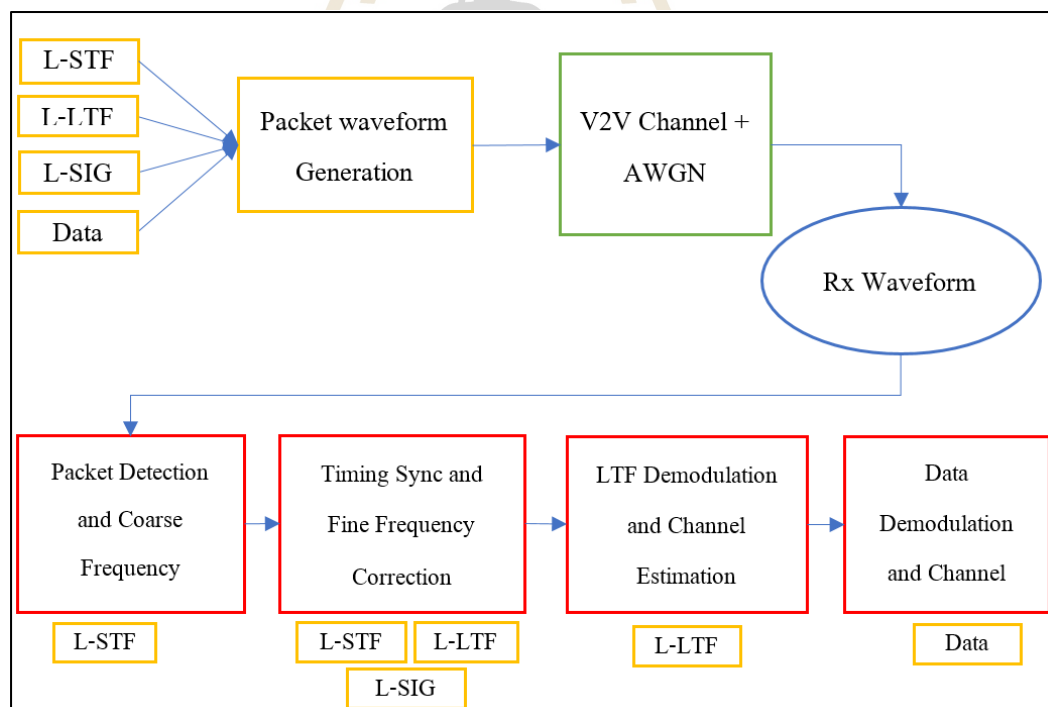 L-STF
L-LTF
L-SIG
Data
Packet waveform
Generation
V2V Channel +
AWGN
Rx Waveform
Packet Detection
and Coarse
Frequency
Timing Sync and
Fine Frequency
Correction
LTF Demodulation
and Channel
Estimation
Data
Demodulation
and Channel
L-STF
L-STF
L-LTF
L-SIG
L-LTF
Data